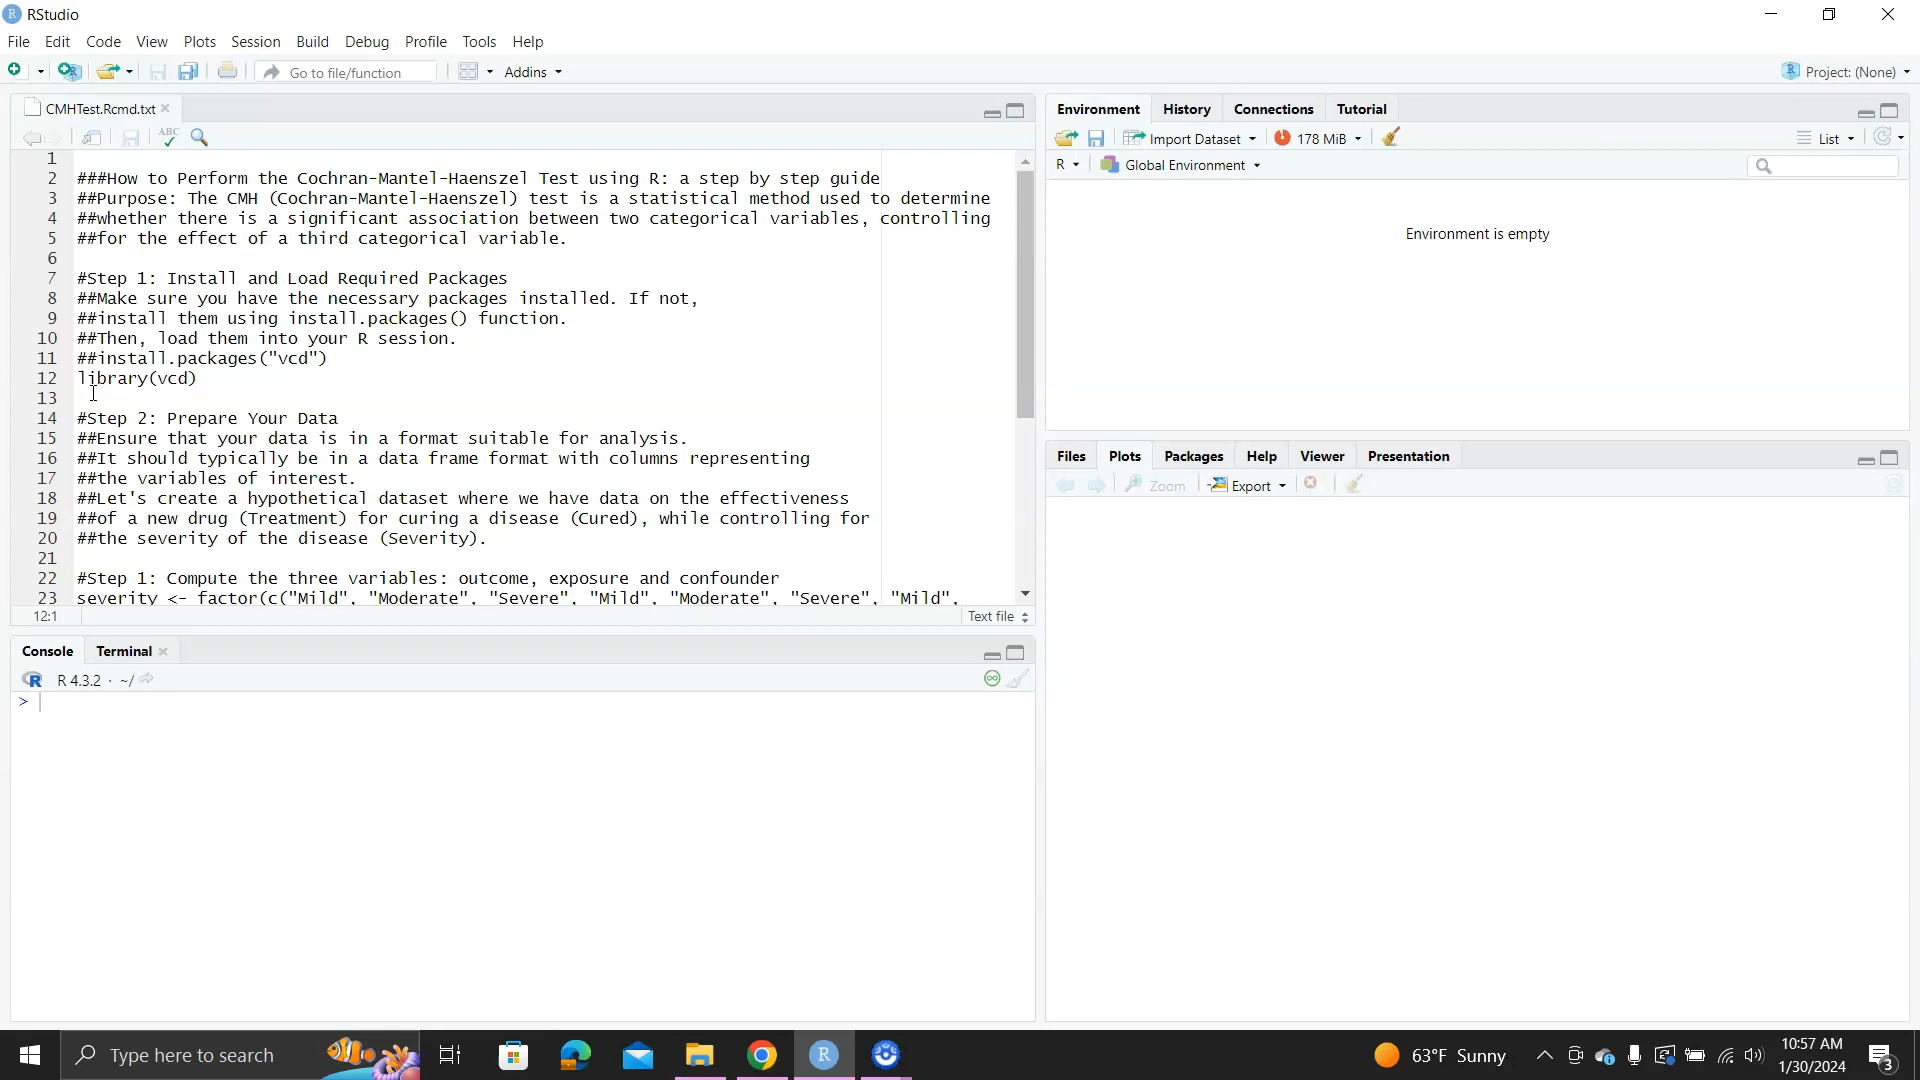 RStudio
File Edit Code View Plots Session Build Debug Profile Tools Help
Go to file/function Addins Project: (None)
CMHTest.Rcmd.txt
ABC
1
2 ###How to Perform the Cochran-Mantel-Haenszel Test using R: a step by step guide
3 ##Purpose: The CMH (Cochran-Mantel-Haenszel) test is a statistical method used to determine
4 ##whether there is a significant association between two categorical variables, controlling
5 ##for the effect of a third categorical variable.
6
7 #Step 1: Install and Load Required Packages
8 ##Make sure you have the necessary packages installed. If not,
9 ##install them using install.packages() function.
10 ##Then, load them into your R session.
11 ##install.packages("vcd")
12 library(vcd)
13
14 #Step 2: Prepare Your Data
15 ##Ensure that your data is in a format suitable for analysis.
16 ##It should typically be in a data frame format with columns representing
17 ##the variables of interest.
18 ##Let's create a hypothetical dataset where we have data on the effectiveness
19 ##of a new drug (Treatment) for curing a disease (Cured), while controlling for
20 ##the severity of the disease (Severity).
21
22 #Step 1: Compute the three variables: outcome, exposure and confounder
23 severity <- factor(c("Mild", "Moderate", "Severe", "Mild", "Moderate", "Severe", "Mild",
12:1 Text file
Console Terminal
R 4.3.2 · ~/
>
Environment History Connections Tutorial
Import Dataset 178 MiB List
R Global Environment
Environment is empty
Files Plots Packages Help Viewer Presentation
Zoom Export
Type here to search
63°F Sunny
10:57 AM
1/30/2024
3